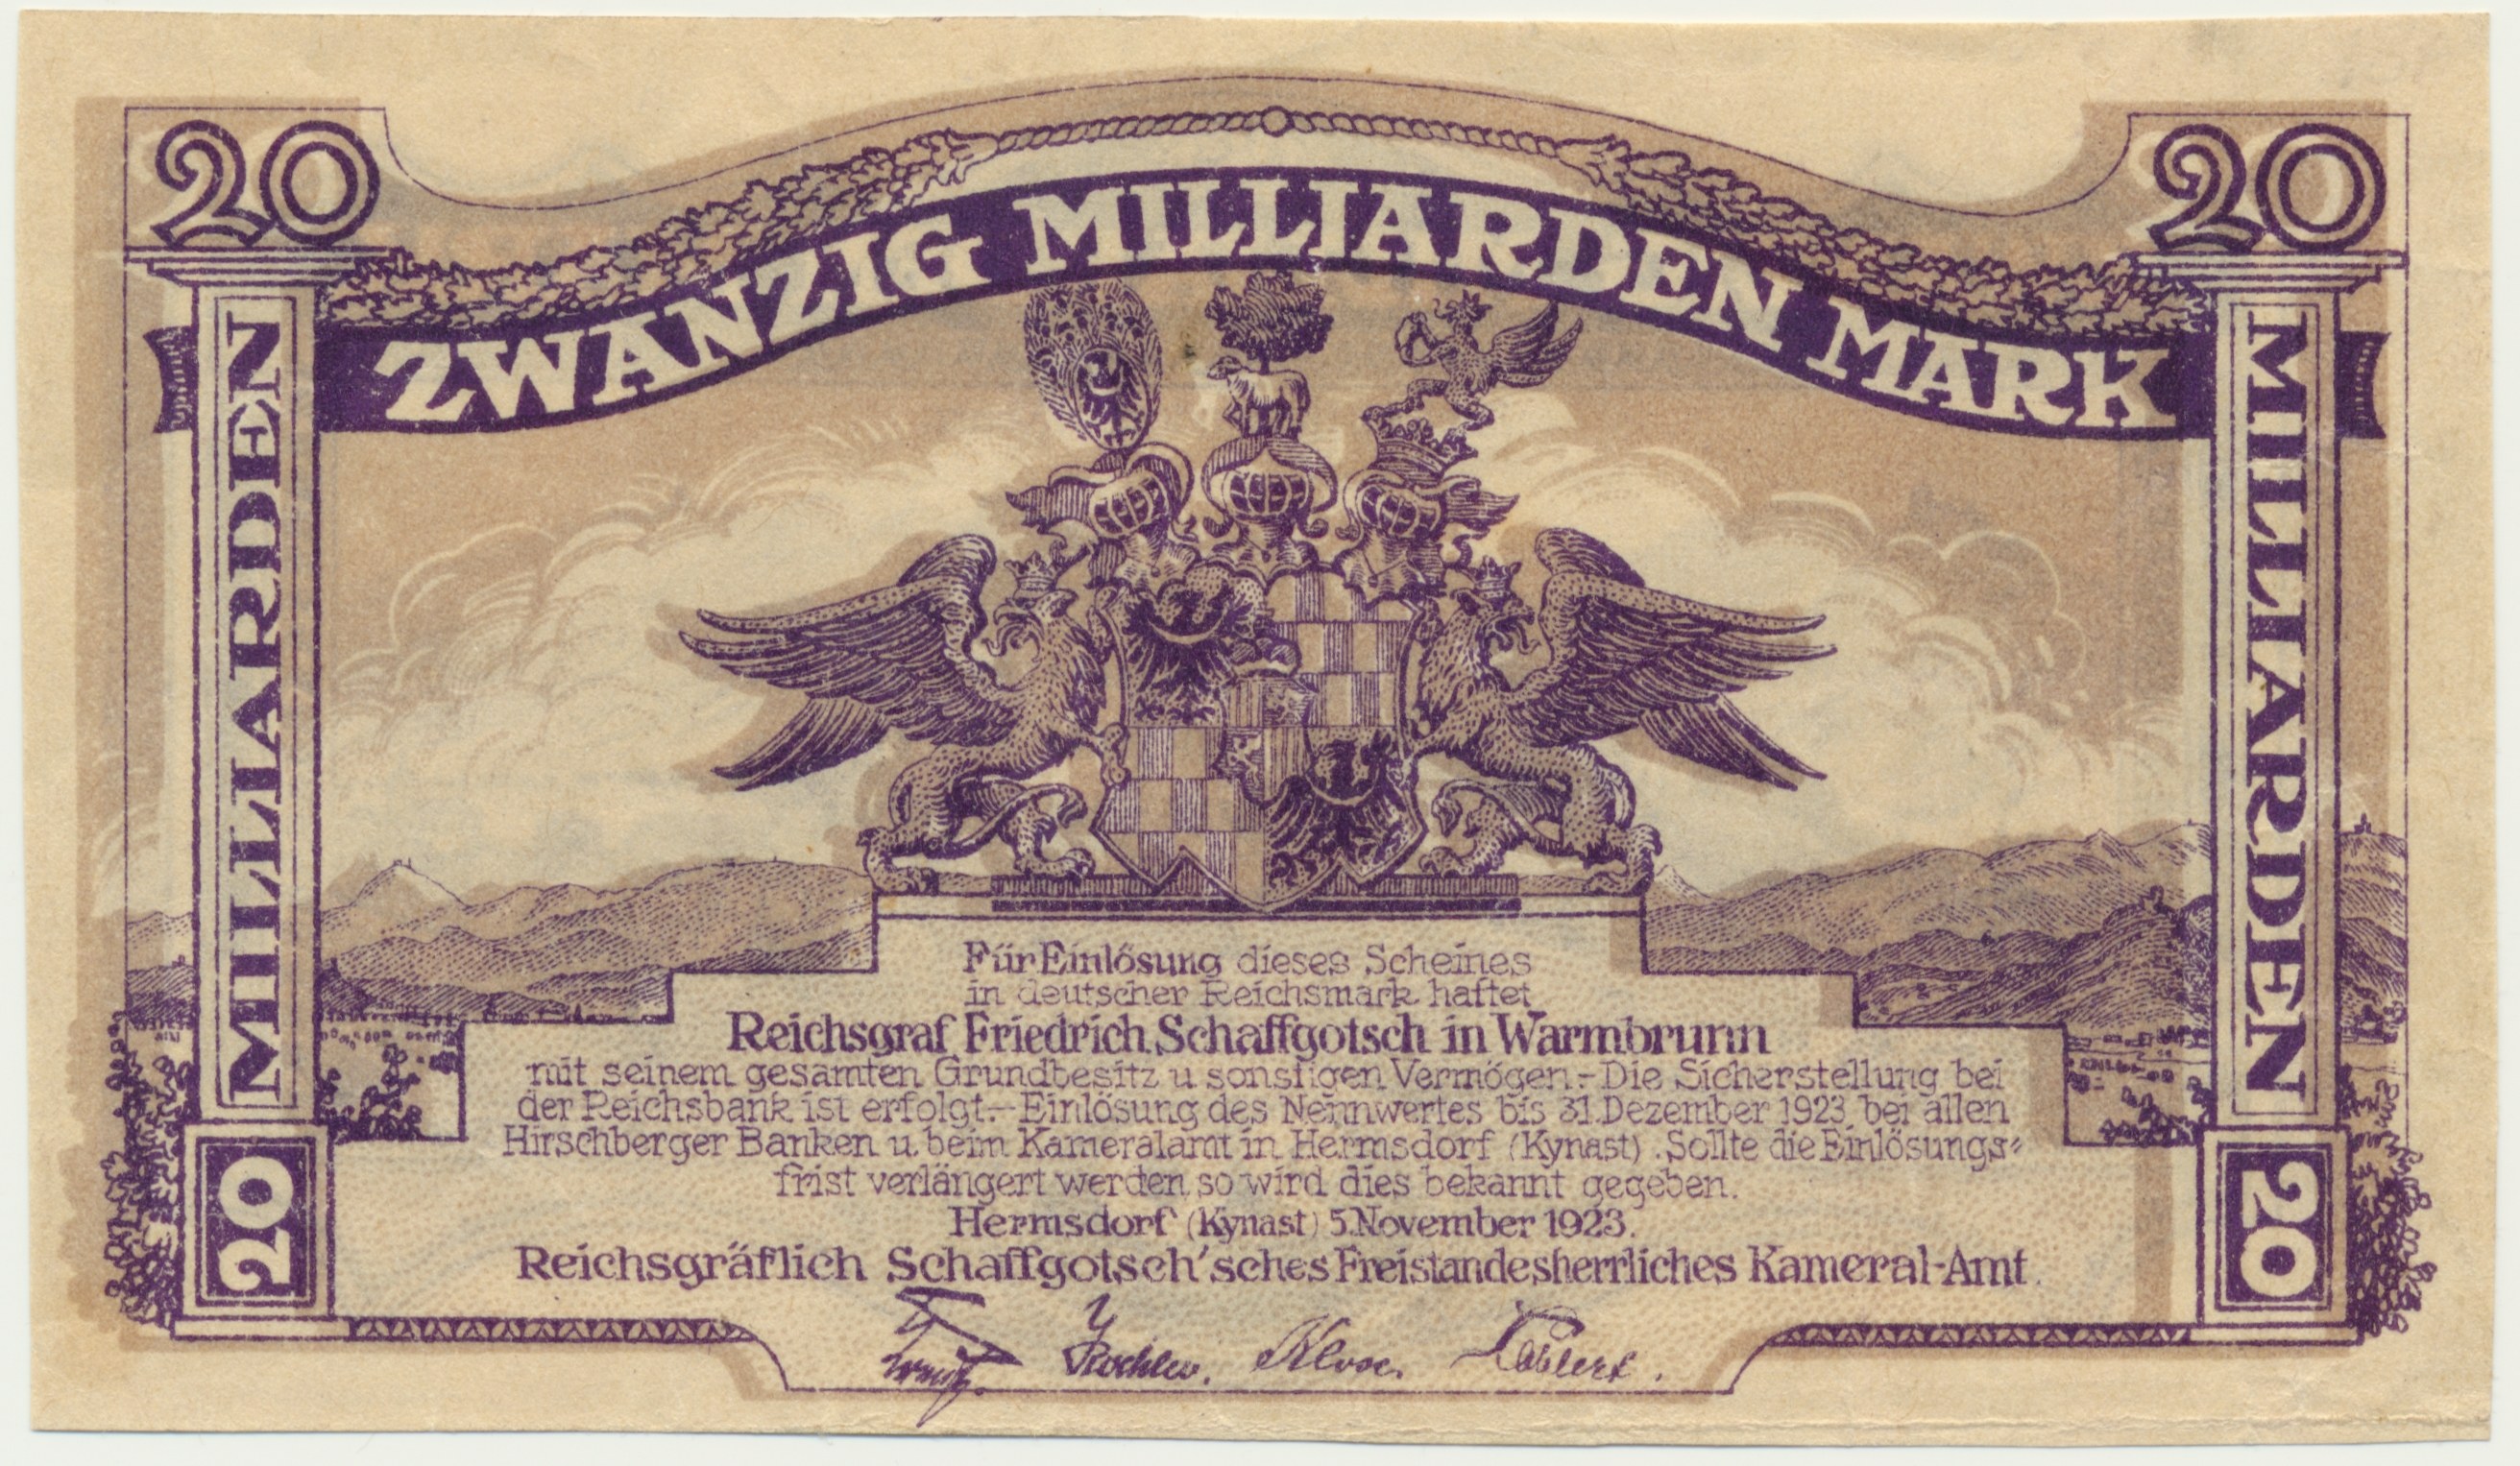 20
20
ZWANZIG MILLIARDEN MARK
MILLIARDEN
MILLIARDEN
Für Einlösung dieses Scheines
in deutscher Reichsmark haftet
Reichsgraf Friedrich Schaffgotsch in Warmbrunn
mit seinem gesamten Grundbesitz u sonstigen Vermögen.- Die Sicherstellung bei
der Reichsbank ist erfolgt.- Einlösung des Nennwertes bis 31. Dezember 1923 bei allen
Hirschberger Banken u. beim Kameralamt in Hermsdorf (Kynast). Sollte die Einlösungs=
frist verlängert werden so wird dies bekannt gegeben.
Hermsdorf (Kynast) 5. November 1923.
Reichsgräflich Schaffgotsch'sches Freistandesherrliches Kameral-Amt.
20
20
Klose.